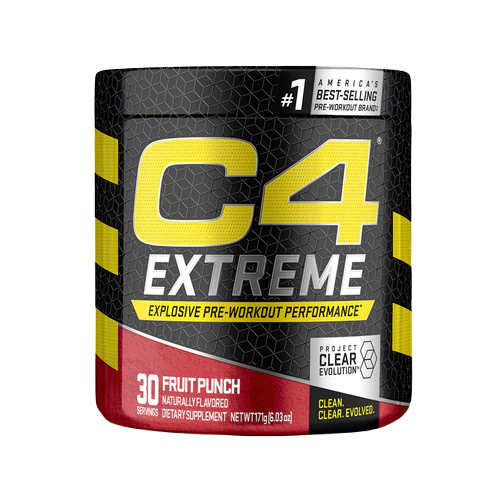 #1 AMERICA'S
BEST-SELLING
PRE-WORKOUT BRAND‡
C4®
EXTREME
EXPLOSIVE PRE-WORKOUT PERFORMANCE*
PROJECT
CLEAR
EVOLUTION™
30
SERVINGS
FRUIT PUNCH
NATURALLY FLAVORED
DIETARY SUPPLEMENT NET WT 171g (6.03 oz)
CLEAN.
CLEAR. EVOLVED.